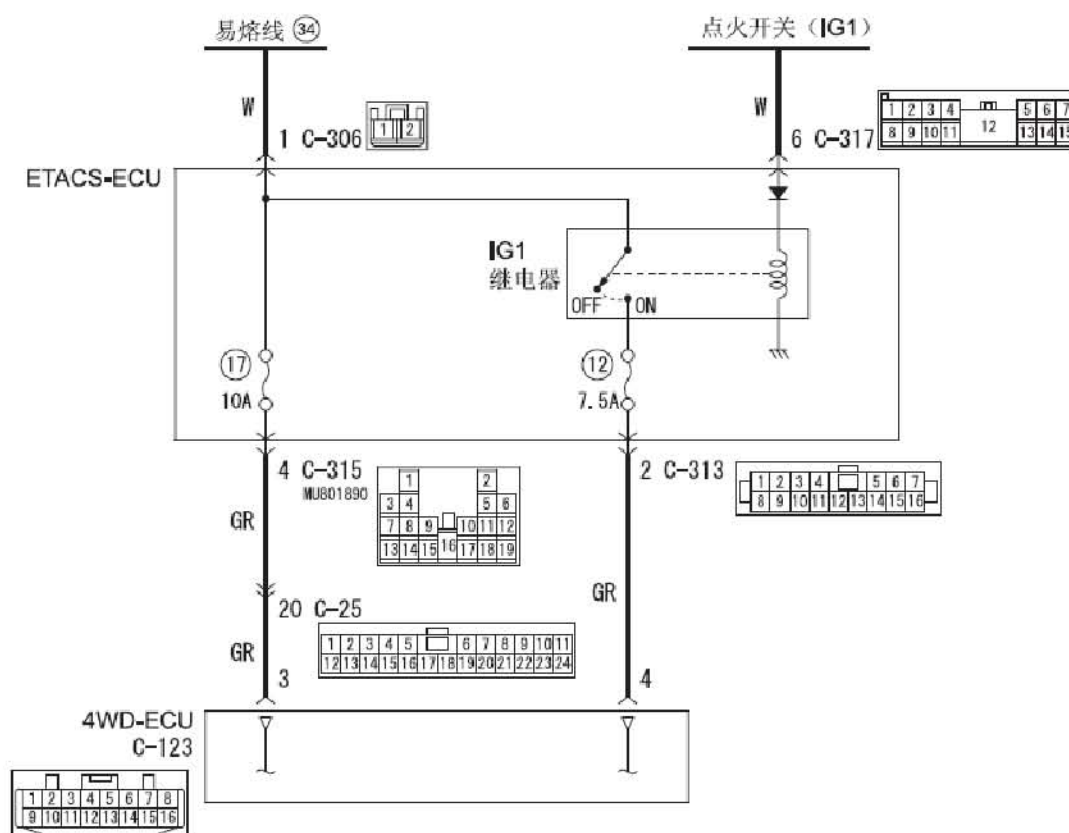 易熔线 ㉞
点火开关（IG1）
W
W
1 2 3 4 5 6 7
8 9 10 11 12 13 14 15
1 C-306
1 2
6 C-317
ETACS-ECU
IG1
继电器
OFF ON
⑰
10A
⑫
7.5A
4 C-315
MU801890
1 2
3 4 5 6
7 8 9 10 11 12
13 14 15 16 17 18 19
2 C-313
1 2 3 4 5 6 7
8 9 10 11 12 13 14 15 16
GR
GR
20 C-25
1 2 3 4 5 6 7 8 9 10 11
12 13 14 15 16 17 18 19 20 21 22 23 24
GR
3
4
4WD-ECU
C-123
1 2 3 4 5 6 7 8
9 10 11 12 13 14 15 16